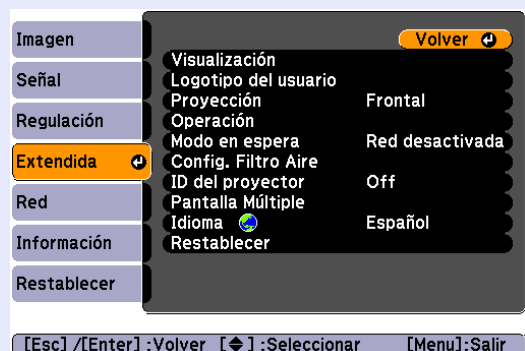 Imagen
Señal
Regulación
Extendida
Red
Información
Restablecer
Volver
Visualización
Logotipo del usuario
Proyección Frontal
Operación
Modo en espera Red desactivada
Config. Filtro Aire
ID del proyector Off
Pantalla Múltiple
Idioma Español
Restablecer
[Esc] /[Enter] :Volver [◆] :Seleccionar [Menu]:Salir